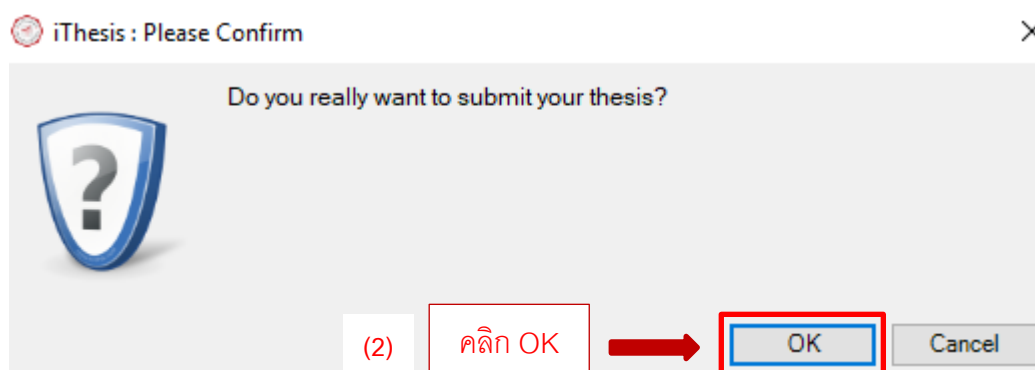 iThesis : Please Confirm
Do you really want to submit your thesis?
?
(2) คลิก OK OK Cancel